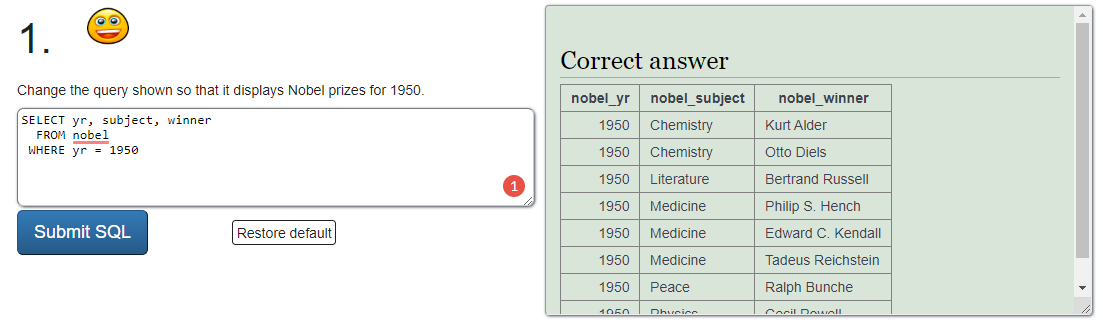 1.
Change the query shown so that it displays Nobel prizes for 1950.
SELECT yr, subject, winner
FROM nobel
WHERE yr = 1950
1
Submit SQL
Restore default
Correct answer
nobel_yr nobel_subject nobel_winner
1950 Chemistry Kurt Alder
1950 Chemistry Otto Diels
1950 Literature Bertrand Russell
1950 Medicine Philip S. Hench
1950 Medicine Edward C. Kendall
1950 Medicine Tadeus Reichstein
1950 Peace Ralph Bunche
1950 Physics Cecil Powell